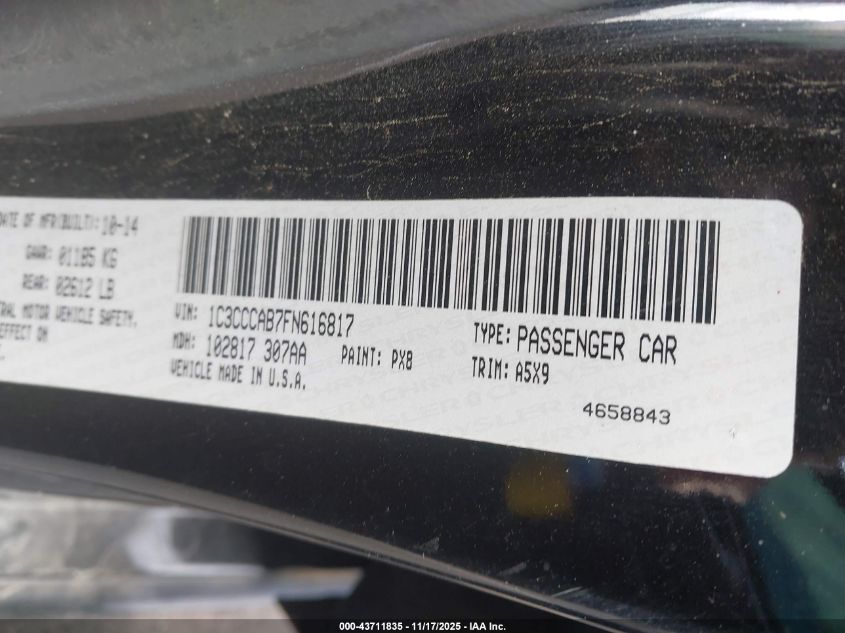 DATE OF MFR(BUILT): 10-14
GAWR: 01185 KG
REAR: 02612 LB
MOTOR VEHICLE SAFETY,
EFFECT ON
VIN: 1C3CCCAB7FN616817
MDH: 102817 307AA
PAINT: PX8
VEHICLE MADE IN U.S.A.
TYPE: PASSENGER CAR
TRIM: A5X9
4658843
000-43711835 - 11/17/2025 - IAA Inc.